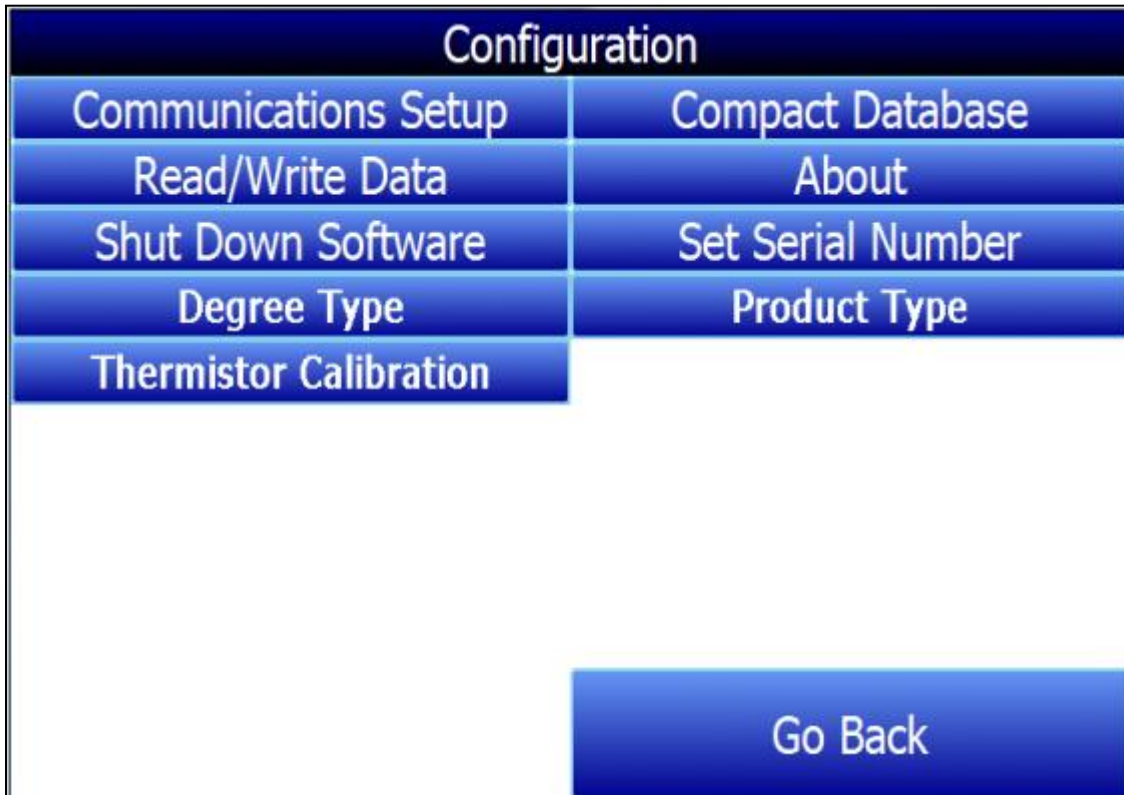 Configuration
Communications Setup
Compact Database
Read/Write Data
About
Shut Down Software
Set Serial Number
Degree Type
Product Type
Thermistor Calibration
Go Back